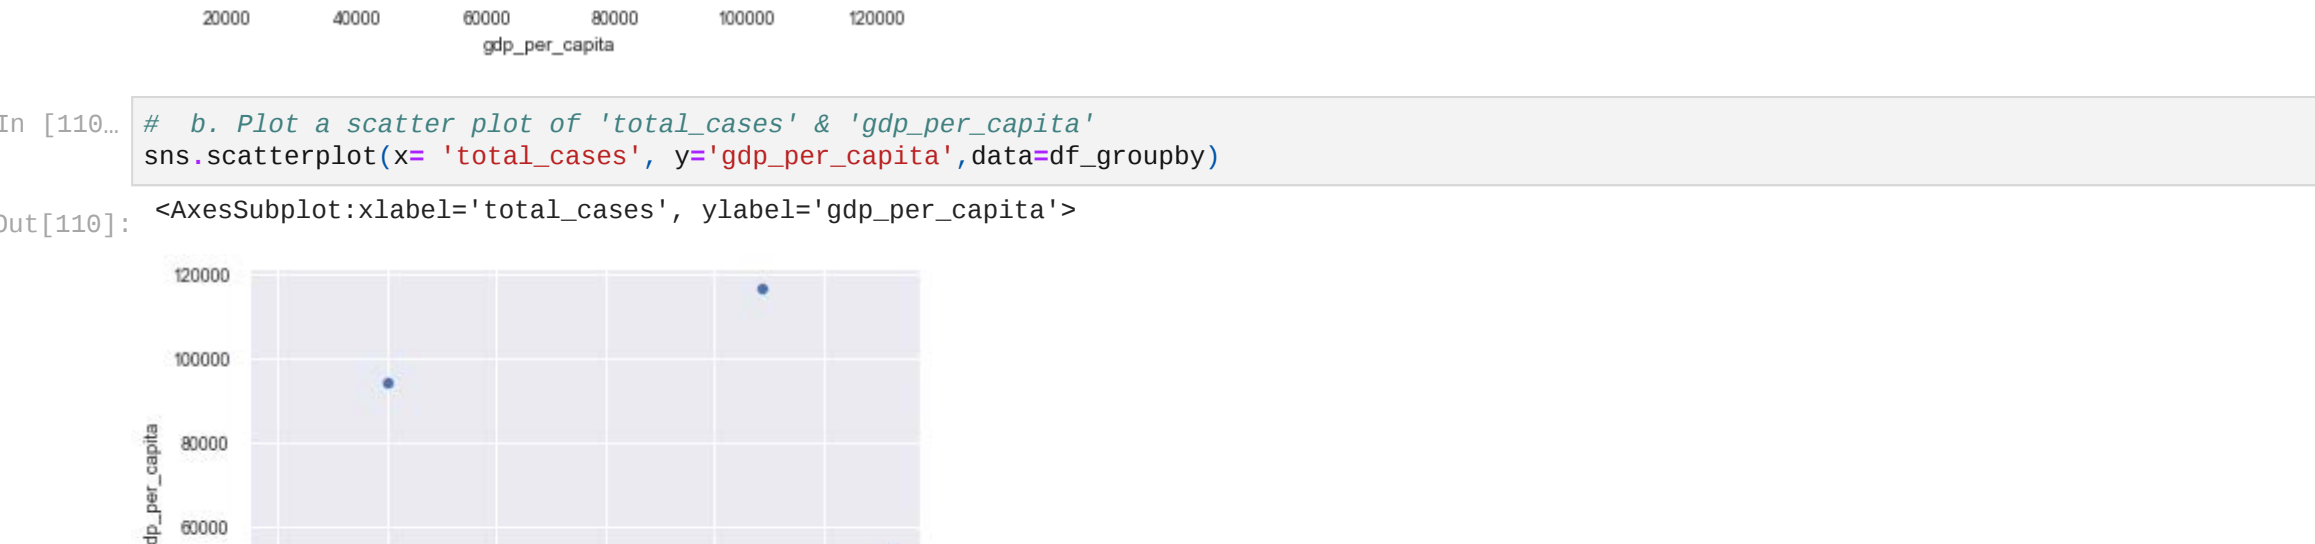 20000 40000 60000 80000 100000 120000
gdp_per_capita
In [110…
# b. Plot a scatter plot of 'total_cases' & 'gdp_per_capita'
sns.scatterplot(x= 'total_cases', y='gdp_per_capita',data=df_groupby)
Out[110]:
<AxesSubplot:xlabel='total_cases', ylabel='gdp_per_capita'>
120000
100000
80000
60000
dp_per_capita